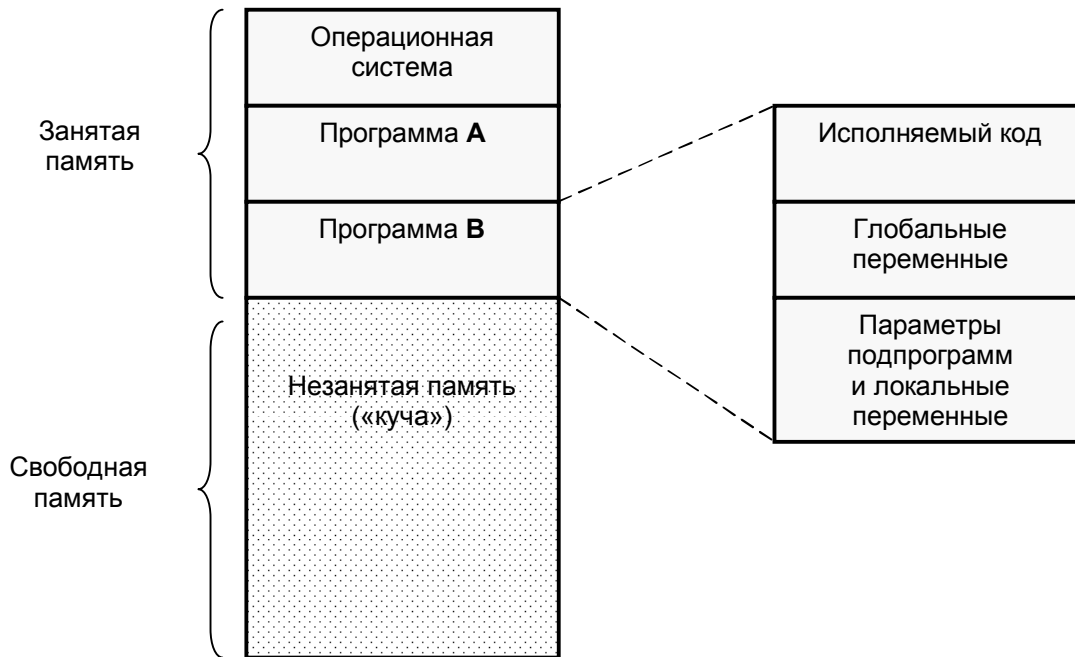 Операционная
система
Занятая
память
Программа A
Программа B
Исполняемый код
Глобальные
переменные
Параметры
подпрограмм
и локальные
переменные
Незанятая память
(«куча»)
Свободная
память